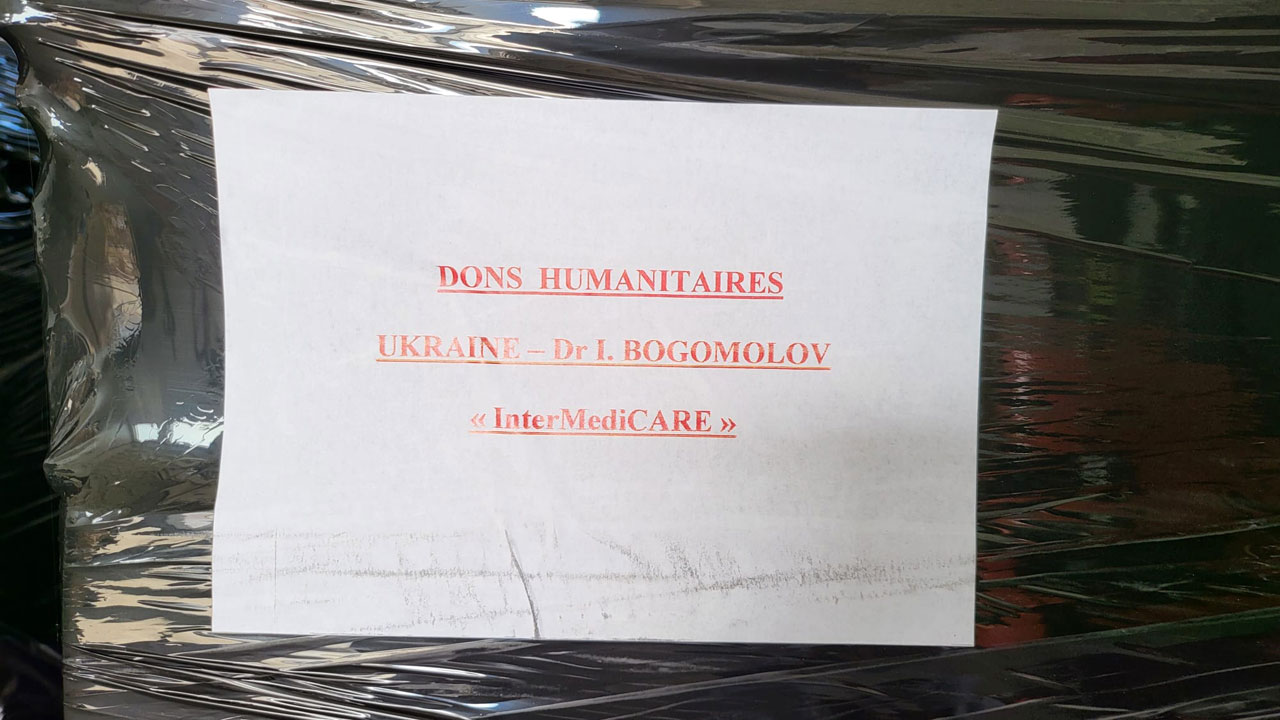 DONS HUMANITAIRES
UKRAINE – Dr I. BOGOMOLOV
« InterMediCARE »